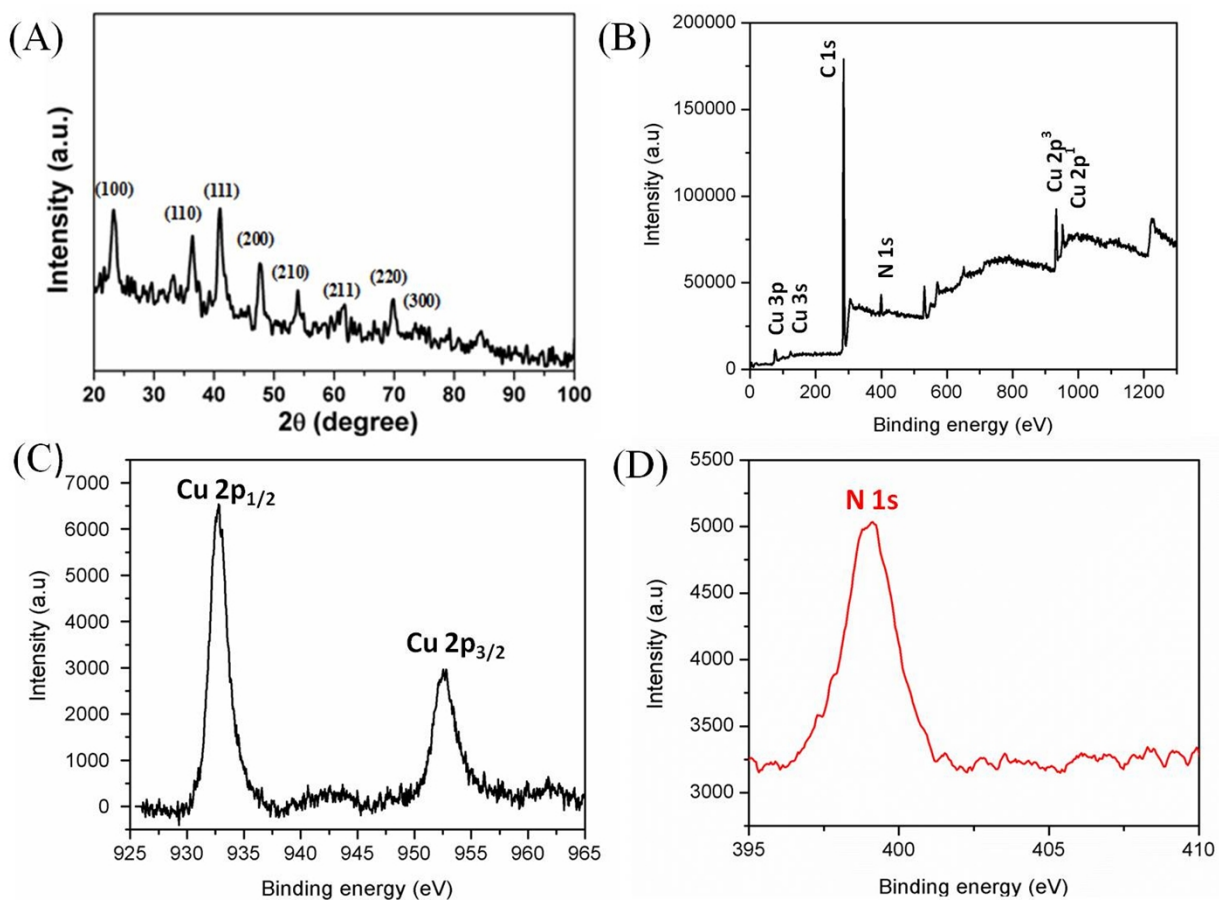 (A)
Intensity (a.u.)
(100)
(110)
(111)
(200)
(210)
(211)
(220)
(300)
20 30 40 50 60 70 80 90 100
2θ (degree)
(B)
Intensity (a.u)
200000
150000
100000
50000
0
Cu 3p
Cu 3s
C 1s
N 1s
Cu 2p³
Cu 2p¹
0 200 400 600 800 1000 1200
Binding energy (eV)
(C)
Intensity (a.u)
7000
6000
5000
4000
3000
2000
1000
0
Cu 2p1/2
Cu 2p3/2
925 930 935 940 945 950 955 960 965
Binding energy (eV)
(D)
Intensity (a.u)
5500
5000
4500
4000
3500
3000
N 1s
395 400 405 410
Binding energy (eV)